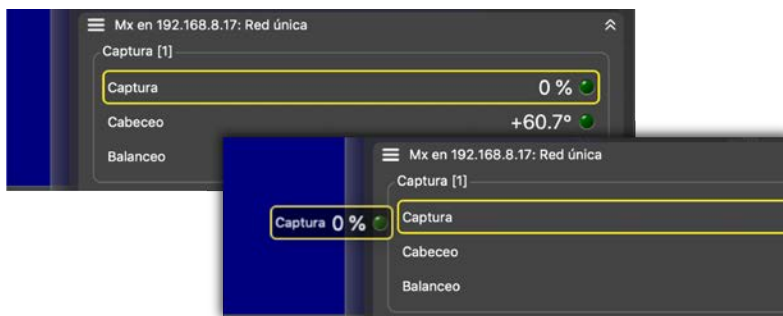 Mx en 192.168.8.17: Red única
Captura [1]
Captura 0 %
Cabeceo +60.7°
Balanceo
Mx en 192.168.8.17: Red única
Captura [1]
Captura 0 % Captura
Cabeceo
Balanceo